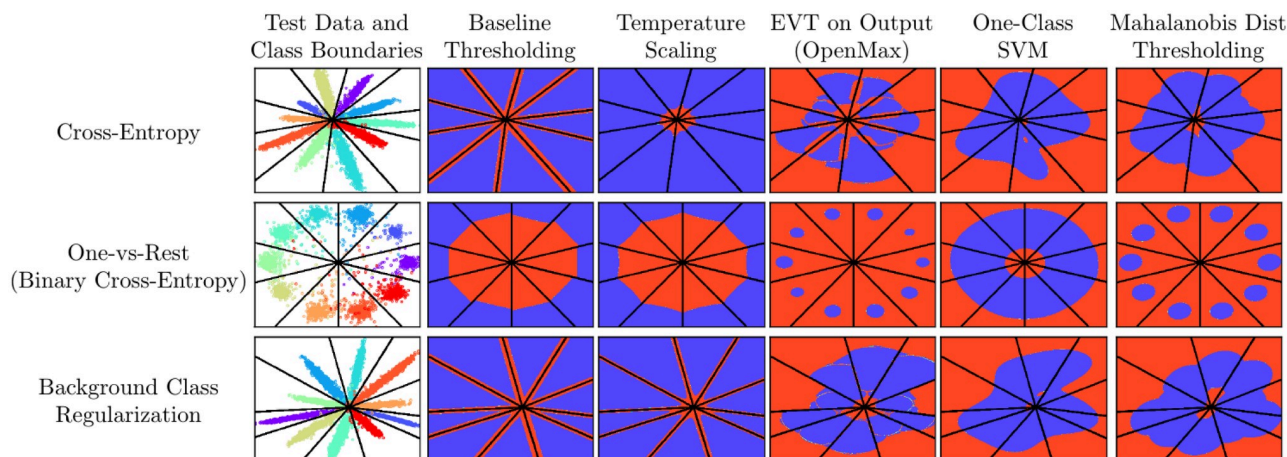 Test Data and
Class Boundaries
Baseline
Thresholding
Temperature
Scaling
EVT on Output
(OpenMax)
One-Class
SVM
Mahalanobis Dist
Thresholding
Cross-Entropy
One-vs-Rest
(Binary Cross-Entropy)
Background Class
Regularization